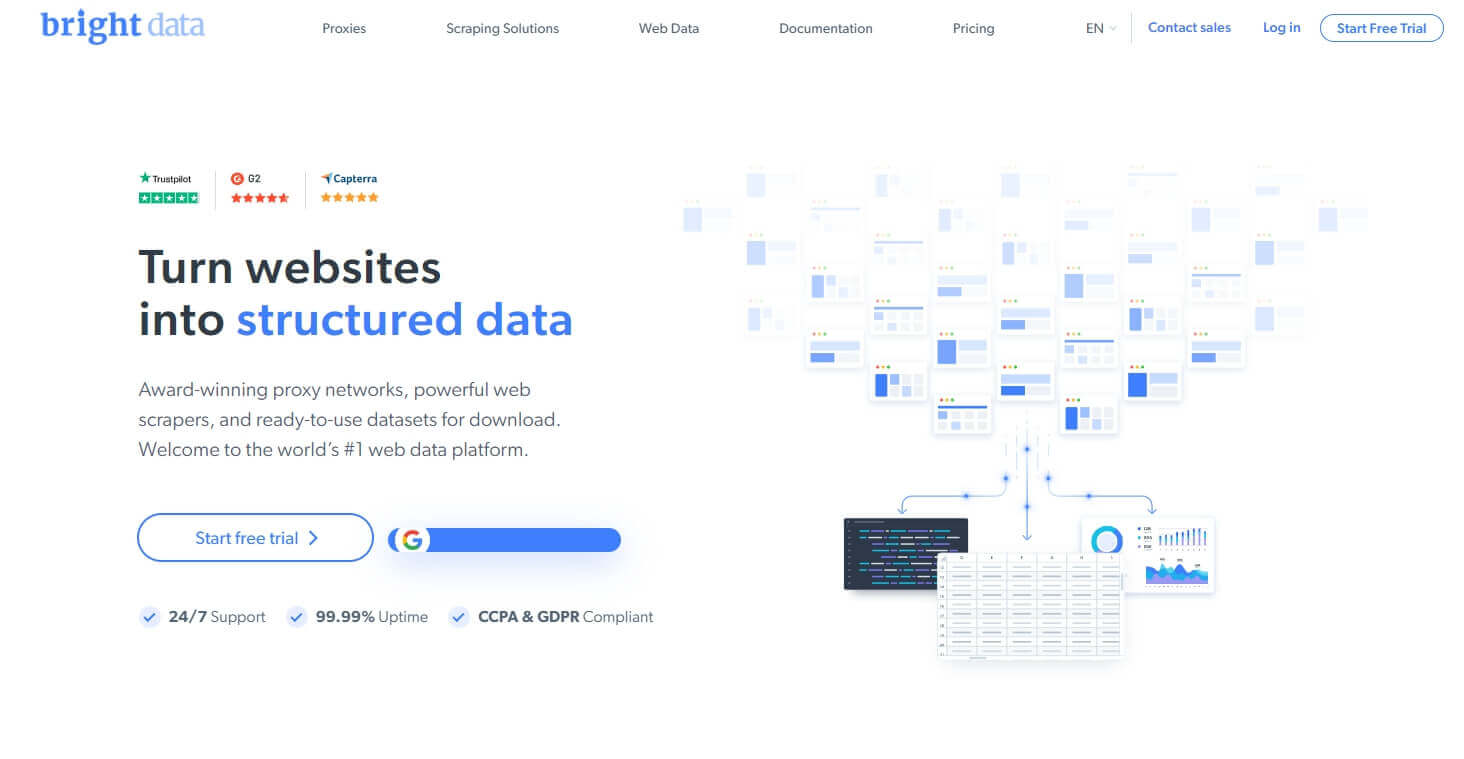 bright data
Proxies
Scraping Solutions
Web Data
Documentation
Pricing
EN
Contact sales
Log in
Start Free Trial
Trustpilot
G2
Capterra
Turn websites
into structured data
Award-winning proxy networks, powerful web
scrapers, and ready-to-use datasets for download.
Welcome to the world’s #1 web data platform.
Start free trial
G
24/7 Support
99.99% Uptime
CCPA & GDPR Compliant